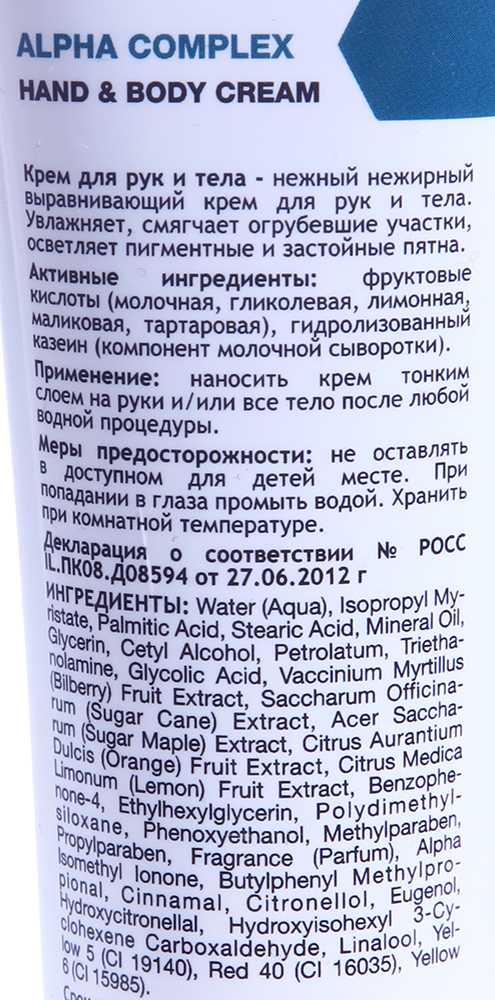 ALPHA COMPLEX
HAND & BODY CREAM
Крем для рук и тела - нежный нежирный
выравнивающий крем для рук и тела.
Увлажняет, смягчает огрубевшие участки,
осветляет пигментные и застойные пятна.
Активные ингредиенты: фруктовые
кислоты (молочная, гликолевая, лимонная,
маликовая, тартаровая), гидролизованный
казеин (компонент молочной сыворотки).
Применение: наносить крем тонким
слоем на руки и/или все тело после любой
водной процедуры.
Меры предосторожности: не оставлять
в доступном для детей месте. При
попадании в глаза промыть водой. Хранить
при комнатной температуре.
Декларация о соответствии № РОСС
IL.ПК08.Д08594 от 27.06.2012 г
ИНГРЕДИЕНТЫ: Water (Aqua), Isopropyl My-
ristate, Palmitic Acid, Stearic Acid, Mineral Oil,
Glycerin, Cetyl Alcohol, Petrolatum, Trietha-
nolamine, Glycolic Acid, Vaccinium Myrtillus
(Bilberry) Fruit Extract, Saccharum Officina-
rum (Sugar Cane) Extract, Acer Saccha-
rum (Sugar Maple) Extract, Citrus Aurantium
Dulcis (Orange) Fruit Extract, Citrus Medica
Limonum (Lemon) Fruit Extract, Benzophe-
none-4, Ethylhexylglycerin, Polydimethyl-
siloxane, Phenoxyethanol, Methylparaben,
Propylparaben, Fragrance (Parfum), Alpha
Isomethyl Ionone, Butylphenyl Methylpro-
pional, Cinnamal, Citronellol, Eugenol,
Hydroxycitronellal, Hydroxyisohexyl 3-Cy-
clohexene Carboxaldehyde, Linalool, Yel-
low 5 (CI 19140), Red 40 (CI 16035), Yellow
6 (CI 15985).